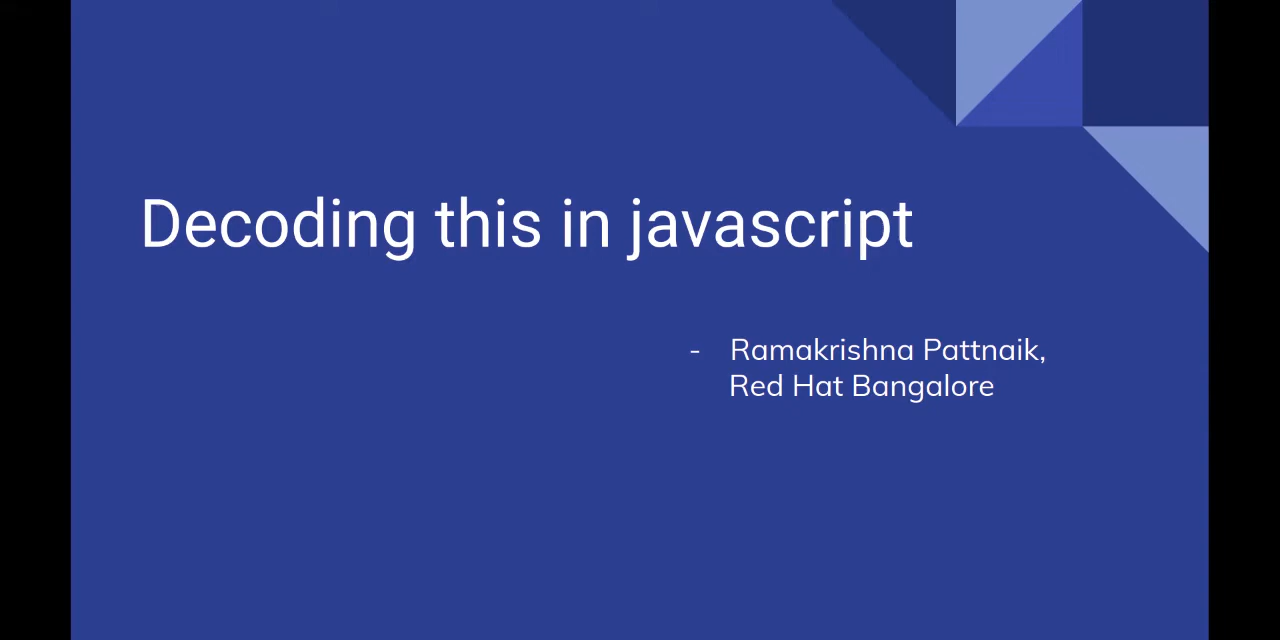 Decoding this in javascript
- Ramakrishna Pattnaik,
Red Hat Bangalore